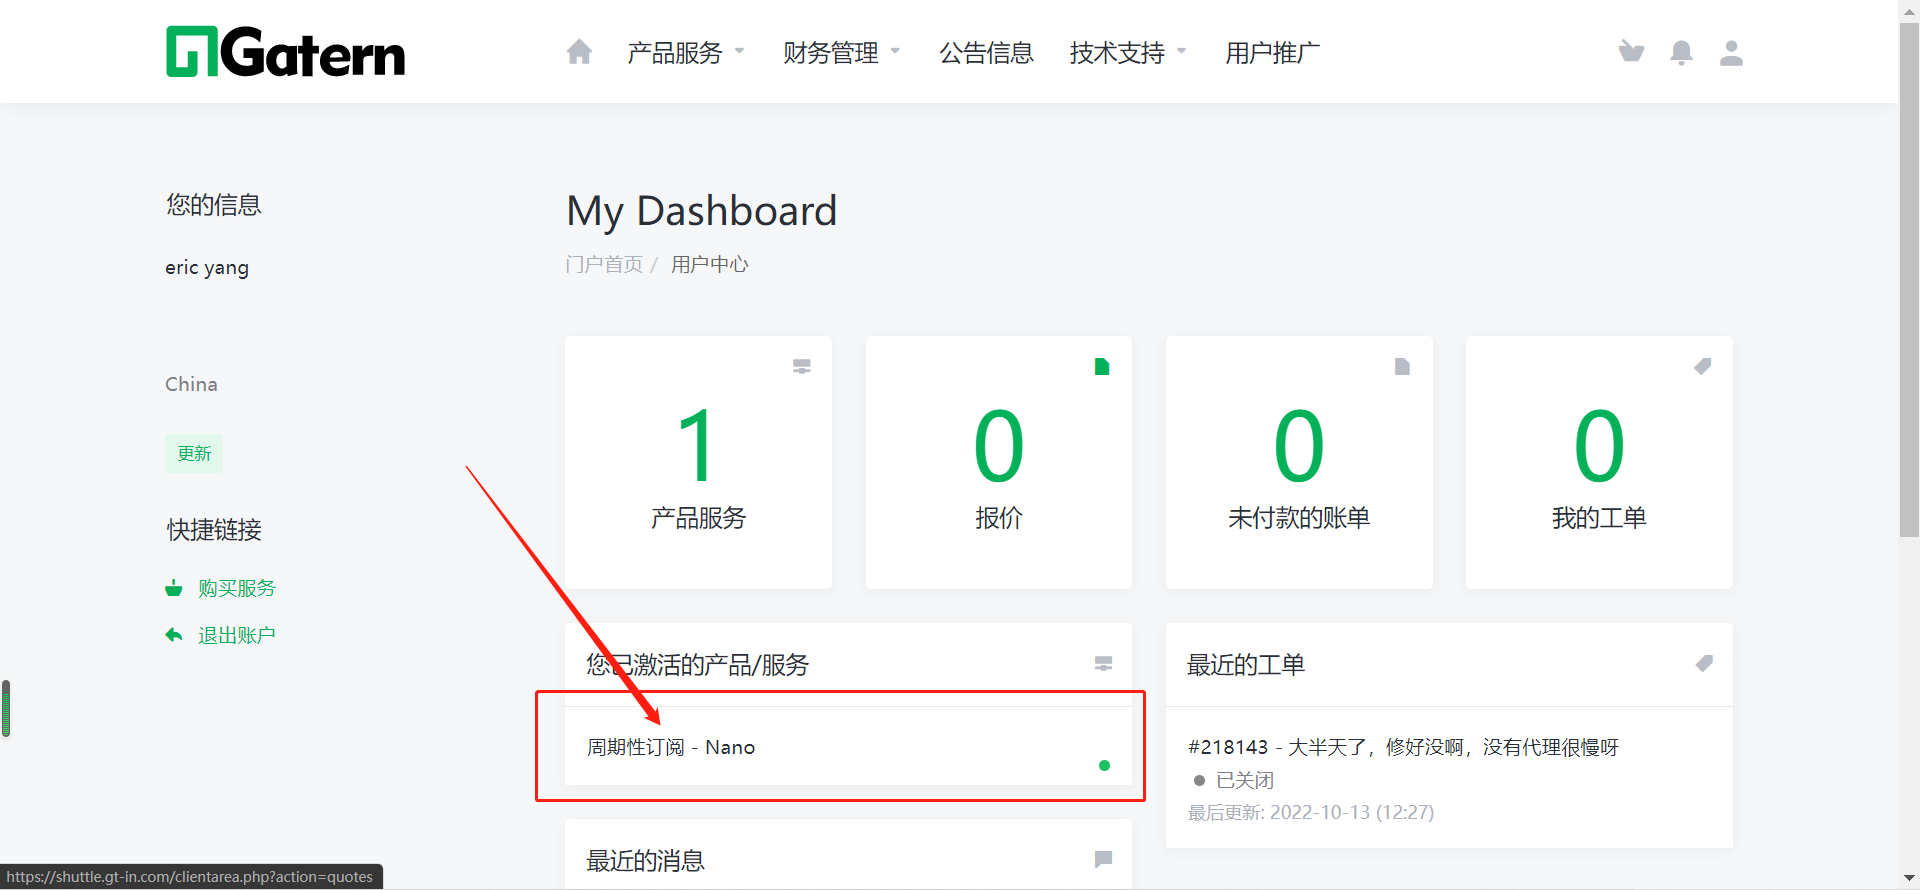 Gatern
产品服务
财务管理
公告信息
技术支持
用户推广
您的信息
eric yang
China
更新
快捷链接
购买服务
退出账户
My Dashboard
门户首页 / 用户中心
1
产品服务
0
报价
0
未付款的账单
0
我的工单
您已激活的产品/服务
周期性订阅 - Nano
最近的消息
最近的工单
#218143 - 大半天了，修好没啊，没有代理很慢呀
已关闭
最后更新: 2022-10-13 (12:27)
https://shuttle.gt-in.com/clientarea.php?action=quotes